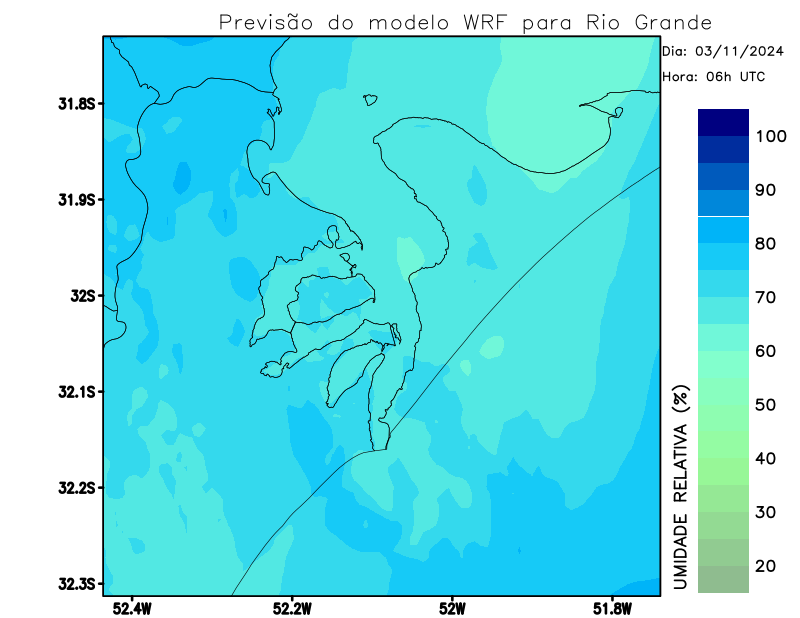 Previsão do modelo WRF para Rio Grande
Dia: 03/11/2024
Hora: 06h UTC
31.8S
31.9S
32S
32.1S
32.2S
32.3S
52.4W
52.2W
52W
51.8W
100
90
80
70
60
50
40
30
20
UMIDADE RELATIVA (%)